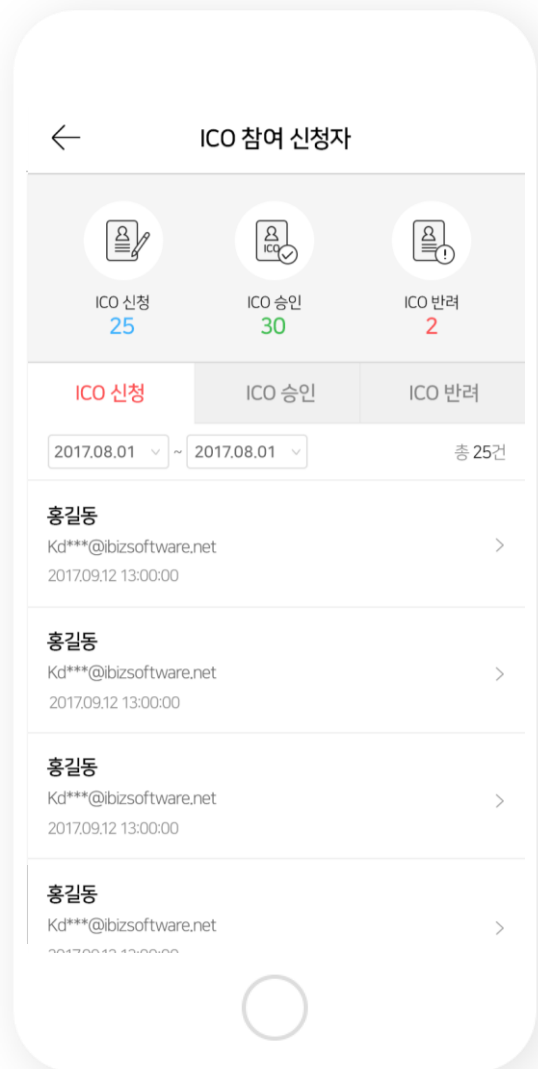 ICO 참여 신청자
ICO
ICO 신청
ICO 승인
ICO 반려
25
30
2
ICO 신청
ICO 승인
ICO 반려
2017.08.01 ~ 2017.08.01
총 25건
홍길동
Kd***@ibizsoftware.net
2017.09.12 13:00:00
홍길동
Kd***@ibizsoftware.net
2017.09.12 13:00:00
홍길동
Kd***@ibizsoftware.net
2017.09.12 13:00:00
홍길동
Kd***@ibizsoftware.net